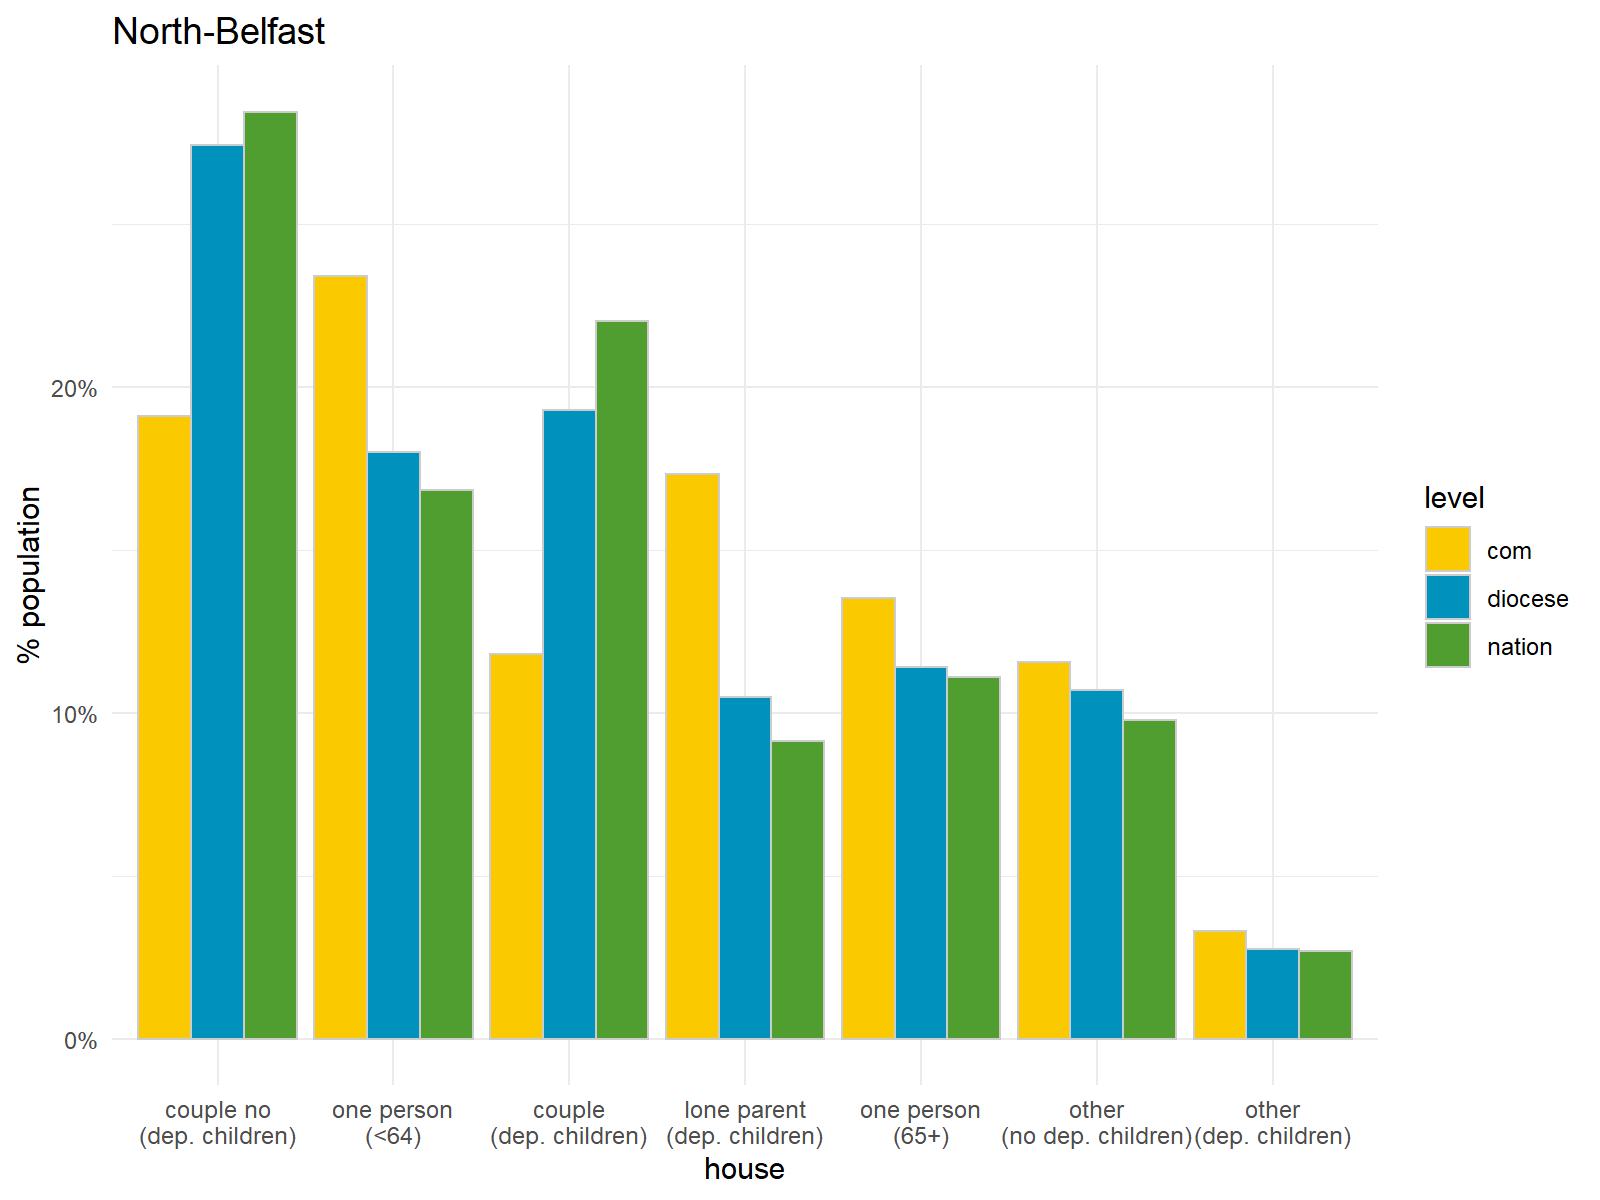 North-Belfast
% population
20%
10%
0%
couple no
(dep. children)
one person
(<64)
couple
(dep. children)
lone parent
(dep. children)
one person
(65+)
other
(no dep. children)
other
(dep. children)
house
level
com
diocese
nation